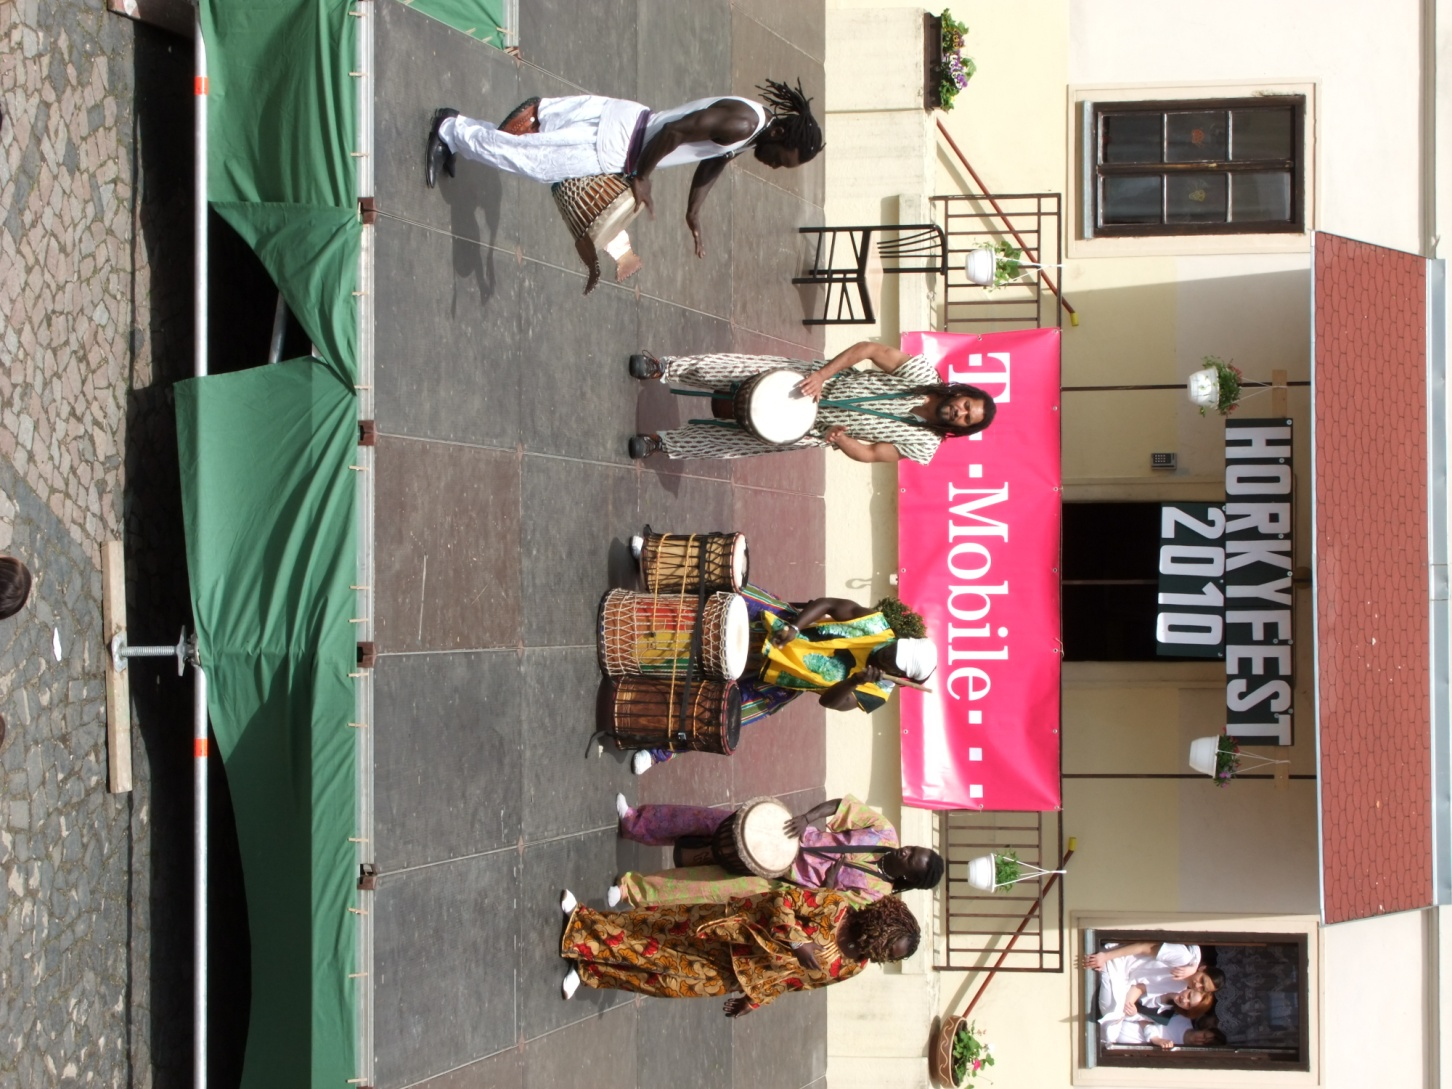 HORKYFEST
2010
T · · Mobile · · ·